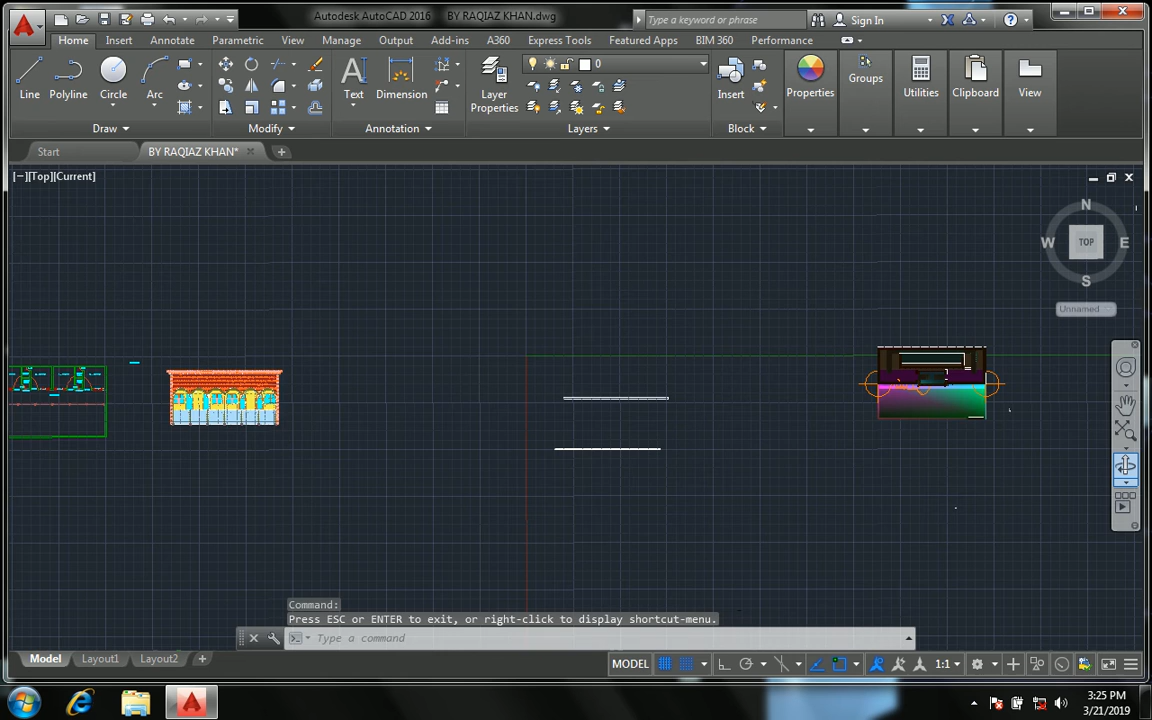 Autodesk AutoCAD 2016 BY RAQIAZ KHAN.dwg
Type a keyword or phrase
Sign In
Home Insert Annotate Parametric View Manage Output Add-ins A360 Express Tools Featured Apps BIM 360 Performance
Line Polyline Circle Arc
Text Dimension
Layer Properties
0
Insert
Properties
Groups
Utilities
Clipboard
View
Draw Modify Annotation Layers Block
Start BY RAQIAZ KHAN*
[−][Top][Current]
N
W TOP E
S
Unnamed
Command:
Press ESC or ENTER to exit, or right-click to display shortcut-menu.
Type a command
Model Layout1 Layout2
MODEL 1:1
3:25 PM
3/21/2019